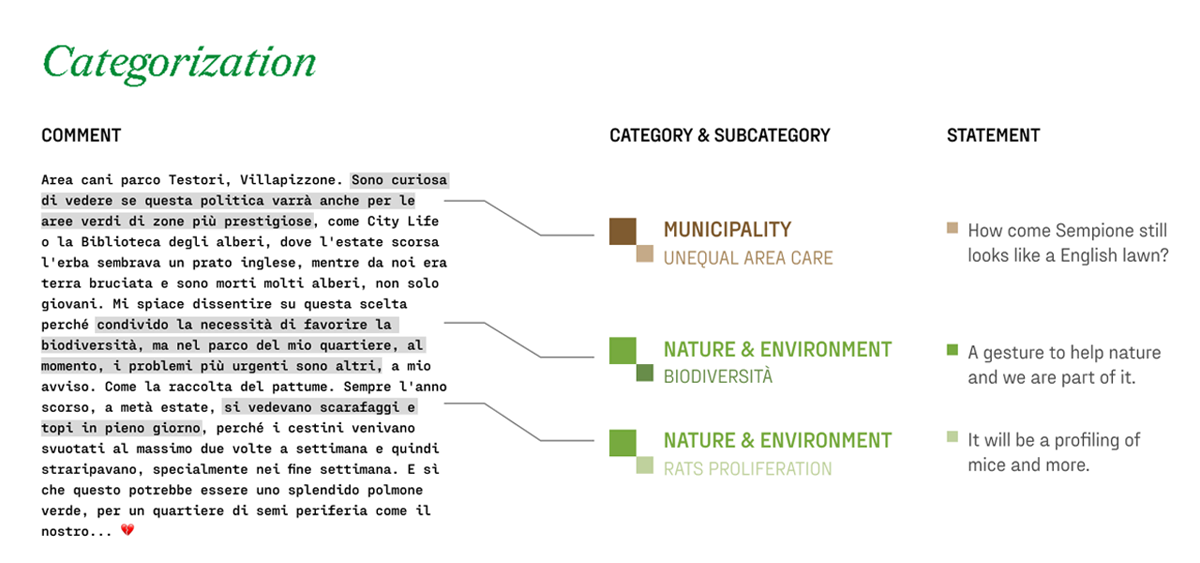 Categorization
COMMENT
Area cani parco Testori, Villapizzone. Sono curiosa
di vedere se questa politica varrà anche per le
aree verdi di zone più prestigiose, come City Life
o la Biblioteca degli alberi, dove l'estate scorsa
l'erba sembrava un prato inglese, mentre da noi era
terra bruciata e sono morti molti alberi, non solo
giovani. Mi spiace dissentire su questa scelta
perché condivido la necessità di favorire la
biodiversità, ma nel parco del mio quartiere, al
momento, i problemi più urgenti sono altri, a mio
avviso. Come la raccolta del pattume. Sempre l'anno
scorso, a metà estate, si vedevano scarafaggi e
topi in pieno giorno, perché i cestini venivano
svuotati al massimo due volte a settimana e quindi
straripavano, specialmente nei fine settimana. E sì
che questo potrebbe essere uno splendido polmone
verde, per un quartiere di semi periferia come il
nostro... 💔
CATEGORY & SUBCATEGORY
MUNICIPALITY
UNEQUAL AREA CARE
NATURE & ENVIRONMENT
BIODIVERSITÀ
NATURE & ENVIRONMENT
RATS PROLIFERATION
STATEMENT
How come Sempione still
looks like a English lawn?
A gesture to help nature
and we are part of it.
It will be a profiling of
mice and more.